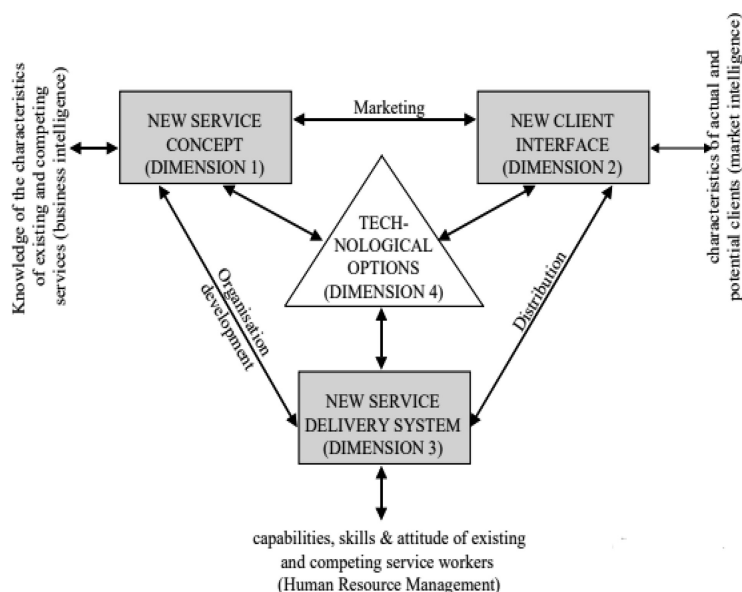 Knowledge of the characteristics
of existing and competing
services (business intelligence)
NEW SERVICE
CONCEPT
(DIMENSION 1)
Marketing
NEW CLIENT
INTERFACE
(DIMENSION 2)
characteristics of actual and
potential clients (market intelligence)
TECH-
NOLOGICAL
OPTIONS
(DIMENSION 4)
Organisation
development
Distribution
NEW SERVICE
DELIVERY SYSTEM
(DIMENSION 3)
capabilities, skills & attitude of existing
and competing service workers
(Human Resource Management)